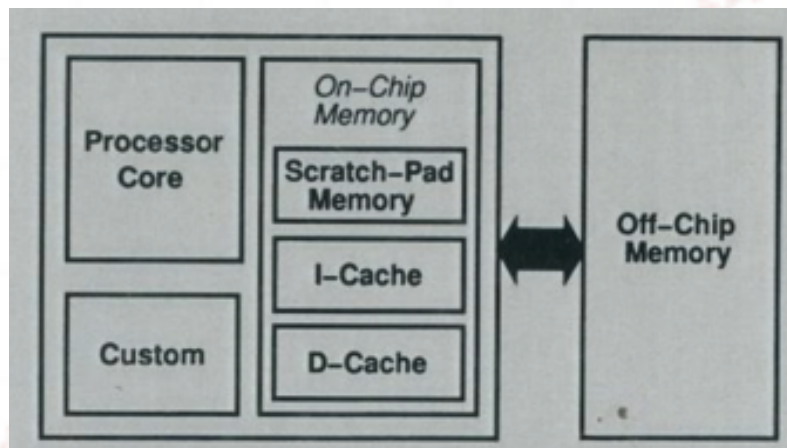 On-Chip
Memory
Processor
Core
Scratch-Pad
Memory
I-Cache
D-Cache
Custom
Off-Chip
Memory